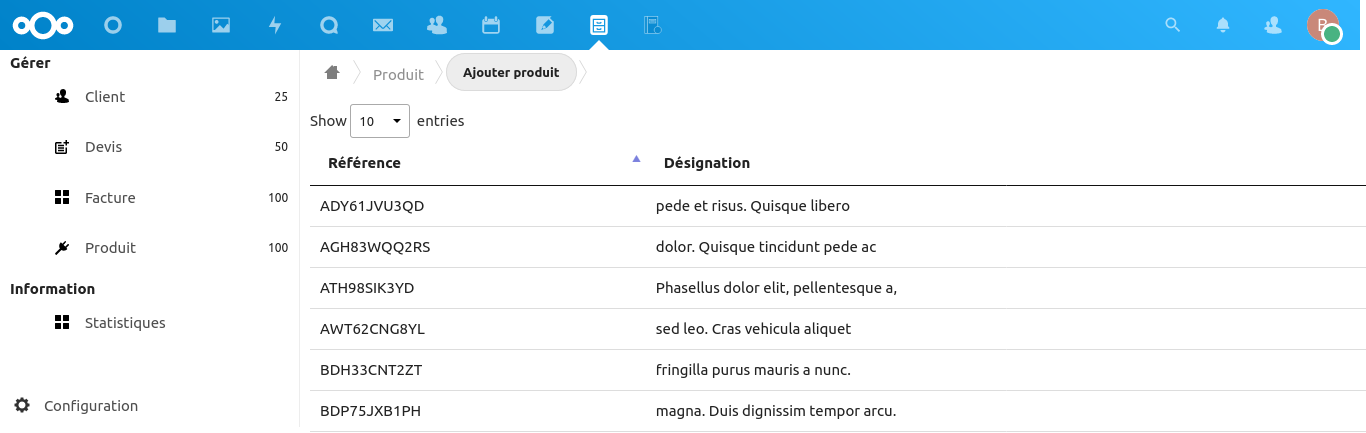 B
Gérer
Client 25
Devis 50
Facture 100
Produit 100
Information
Statistiques
Configuration
Produit Ajouter produit
Show 10 entries
Référence Désignation
ADY61JVU3QD pede et risus. Quisque libero
AGH83WQQ2RS dolor. Quisque tincidunt pede ac
ATH98SIK3YD Phasellus dolor elit, pellentesque a,
AWT62CNG8YL sed leo. Cras vehicula aliquet
BDH33CNT2ZT fringilla purus mauris a nunc.
BDP75JXB1PH magna. Duis dignissim tempor arcu.